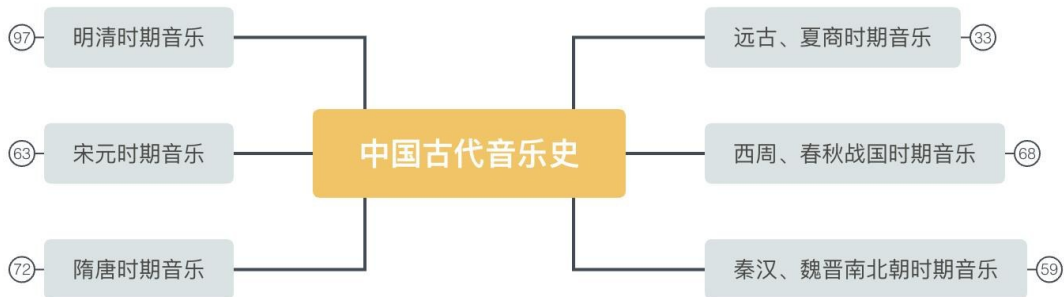 中国古代音乐史
远古、夏商时期音乐
33
西周、春秋战国时期音乐
68
秦汉、魏晋南北朝时期音乐
59
明清时期音乐
97
宋元时期音乐
63
隋唐时期音乐
72